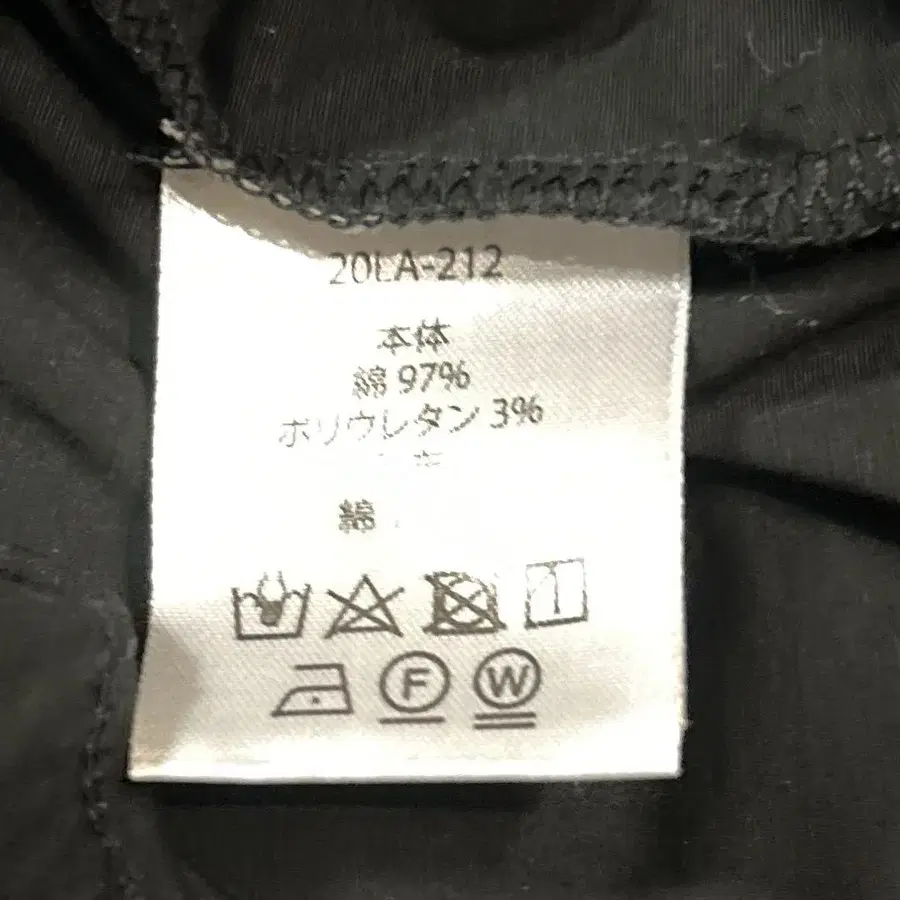 20LA-212
本体
綿 97%
ポリウレタン 3%
綿
F W